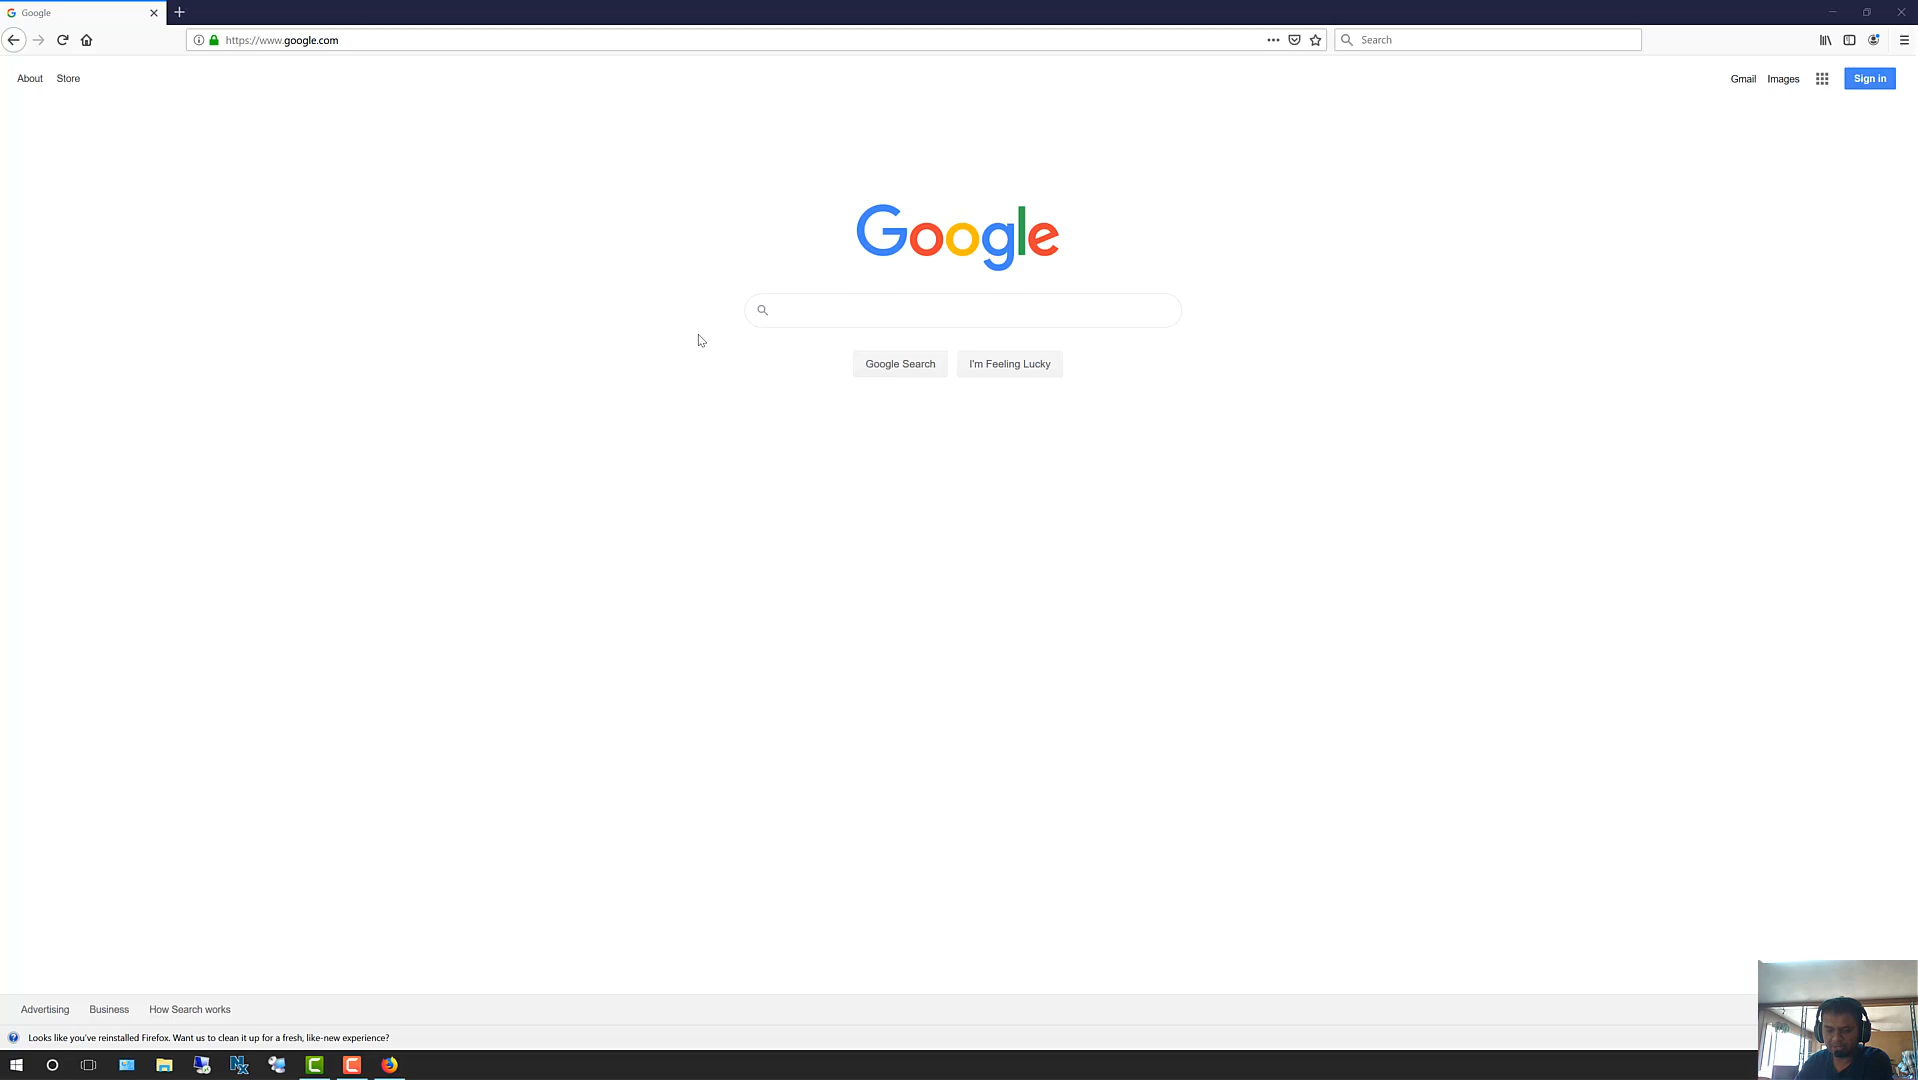 Google
https://www.google.com
Search
About Store
Gmail Images Sign in
Google
Google Search I'm Feeling Lucky
Advertising Business How Search works
Looks like you've reinstalled Firefox. Want us to clean it up for a fresh, like-new experience?